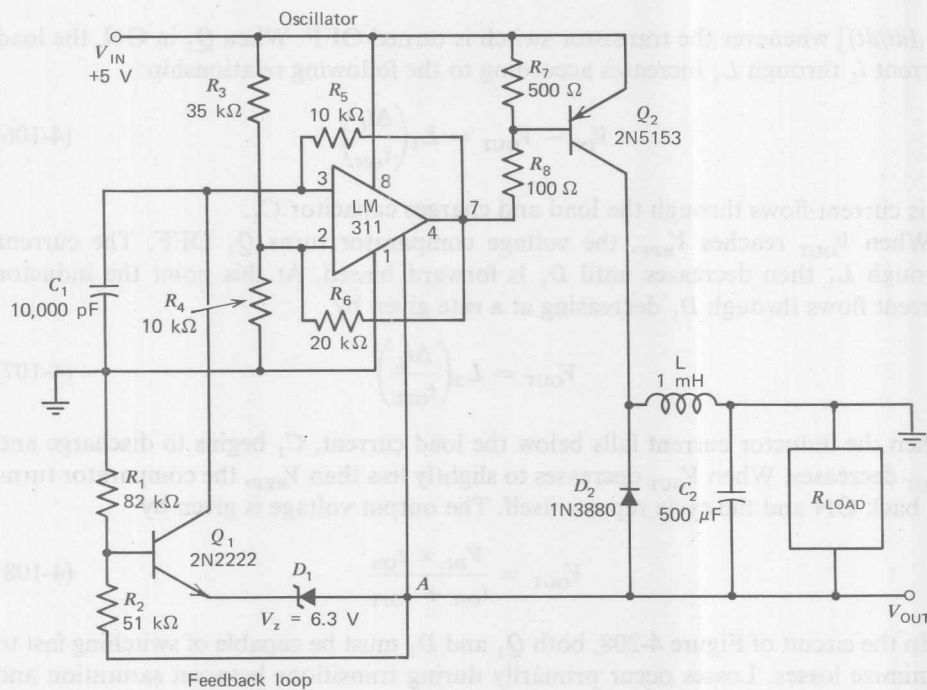 Oscillator
V_IN
+5 V
R_3
35 kΩ
R_5
10 kΩ
R_7
500 Ω
Q_2
2N5153
R_8
100 Ω
3
8
LM
311
7
4
2
1
C_1
10,000 pF
R_4
10 kΩ
R_6
20 kΩ
L
1 mH
R_1
82 kΩ
D_2
1N3880
C_2
500 μF
R_LOAD
Q_1
2N2222
D_1
A
R_2
51 kΩ
V_z = 6.3 V
V_OUT
Feedback loop